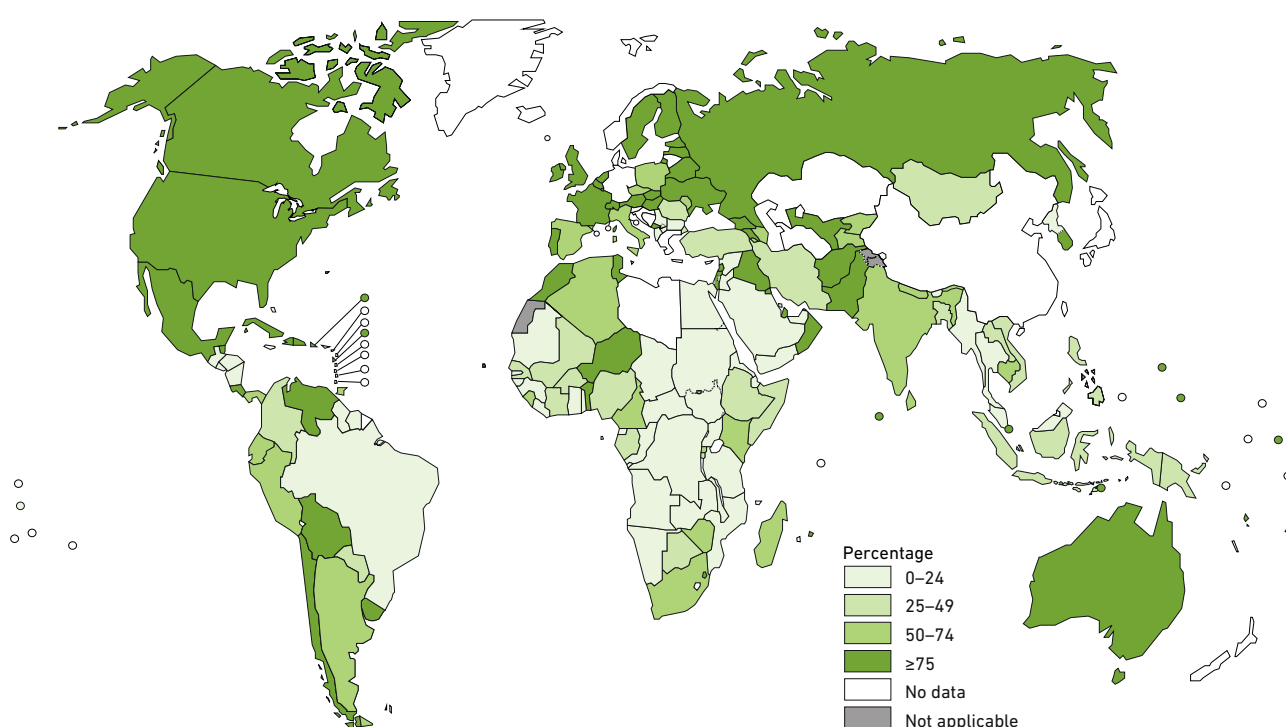 Percentage
0–24
25–49
50–74
≥75
No data
Not applicable